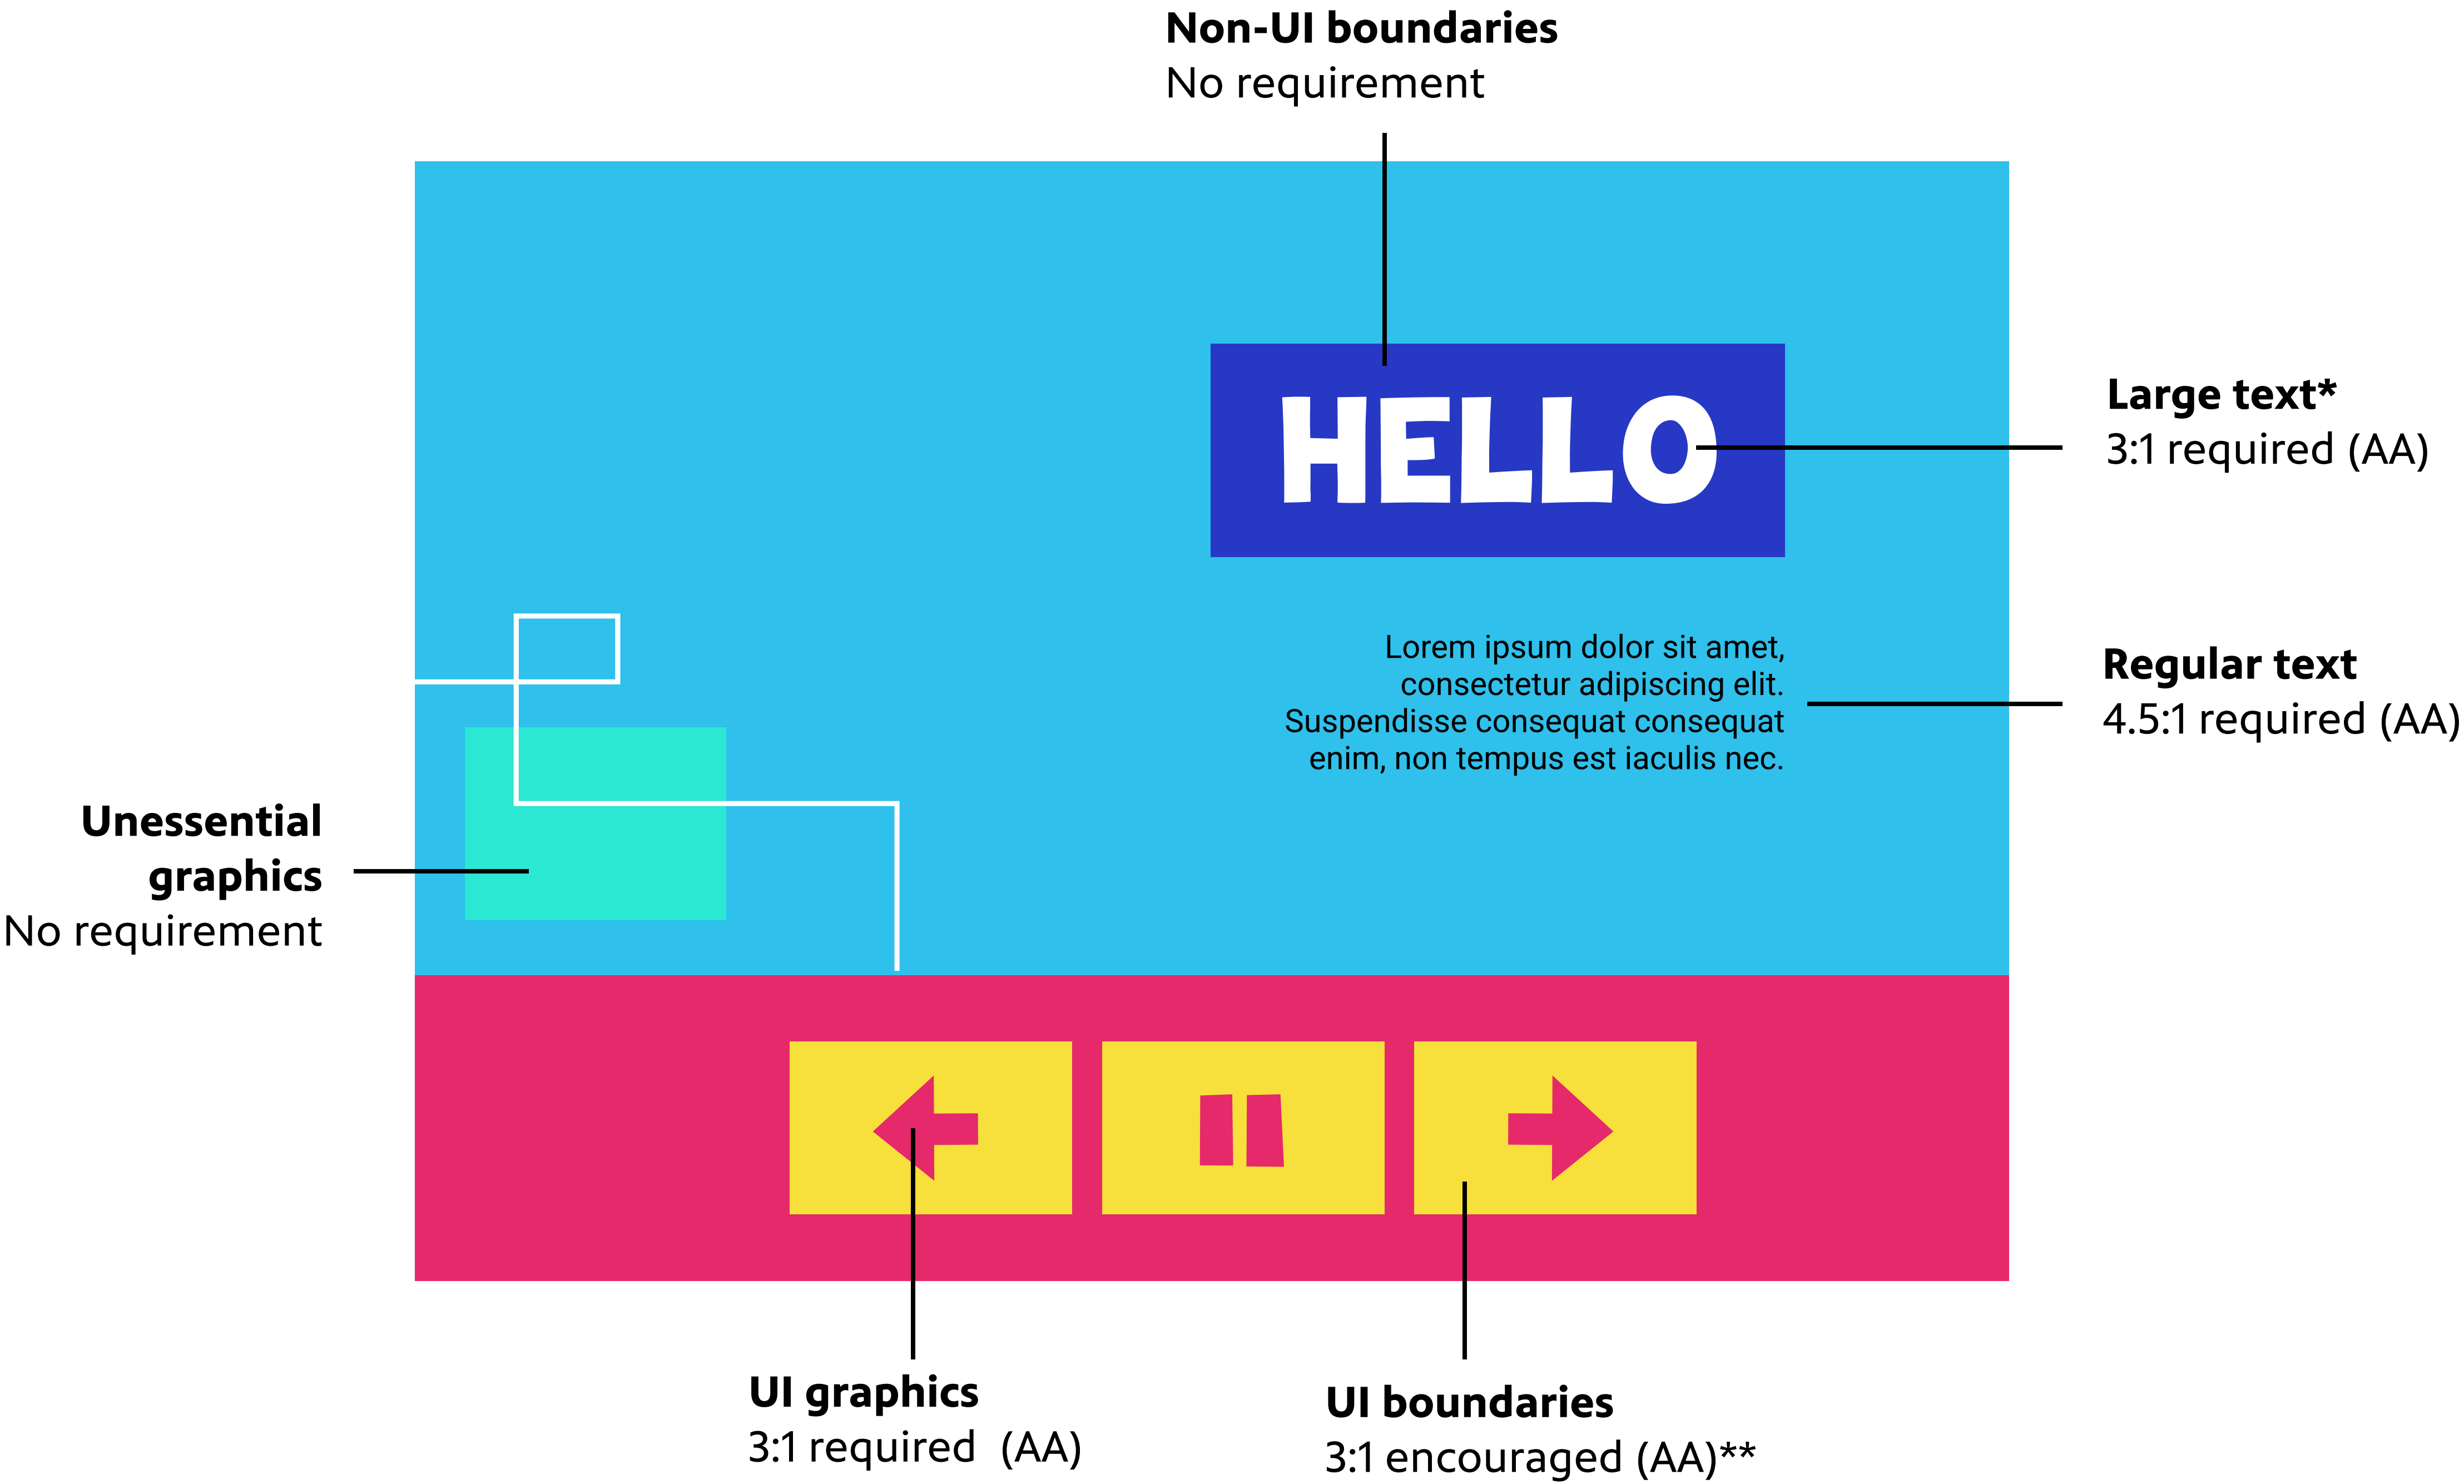 Non-UI boundaries
No requirement
HELLO
Large text*
3:1 required (AA)
Lorem ipsum dolor sit amet,
consectetur adipiscing elit.
Suspendisse consequat consequat
enim, non tempus est iaculis nec.
Regular text
4.5:1 required (AA)
Unessential
graphics
No requirement
UI graphics
3:1 required (AA)
UI boundaries
3:1 encouraged (AA)**